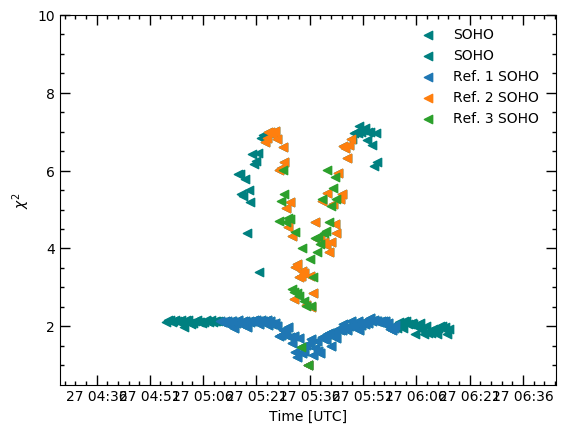 10
8
6
4
2
χ²
SOHO
SOHO
Ref. 1 SOHO
Ref. 2 SOHO
Ref. 3 SOHO
27 04:36 27 04:51 27 05:06 27 05:21 27 05:36 27 05:51 27 06:06 27 06:21 27 06:36
Time [UTC]